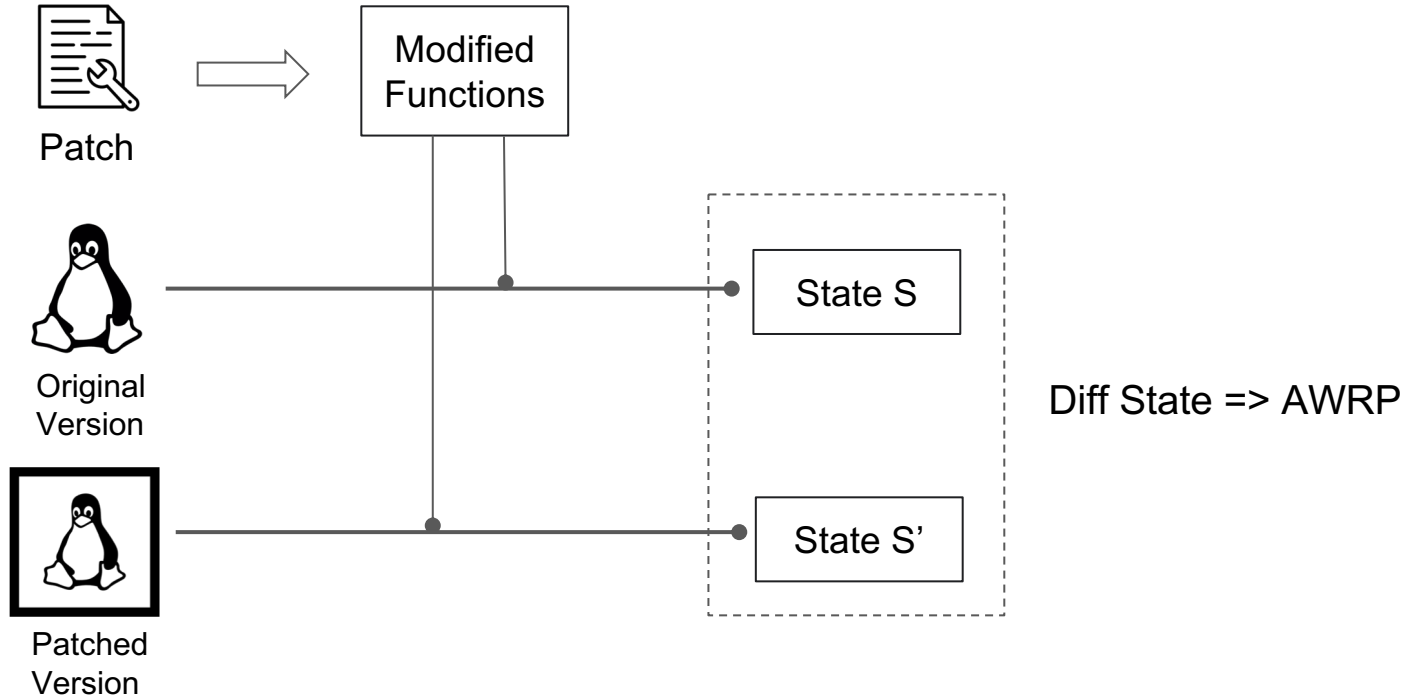 Patch
Modified
Functions
Original
Version
State S
Diff State => AWRP
State S’
Patched
Version